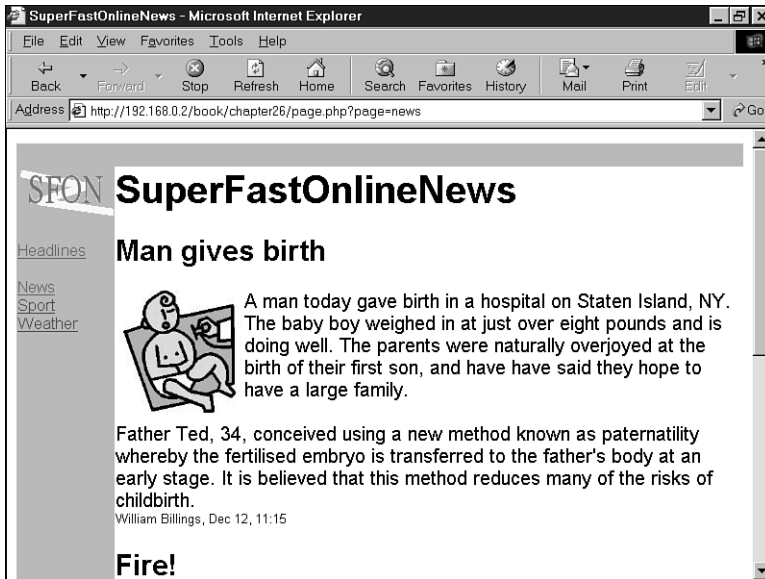 SuperFastOnlineNews - Microsoft Internet Explorer
File Edit View Favorites Tools Help
Back Forward Stop Refresh Home Search Favorites History Mail Print Edit
Address http://192.168.0.2/book/chapter26/page.php?page=news Go
SFON
SuperFastOnlineNews
Headlines
News
Sport
Weather
Man gives birth
A man today gave birth in a hospital on Staten Island, NY.
The baby boy weighed in at just over eight pounds and is
doing well. The parents were naturally overjoyed at the
birth of their first son, and have have said they hope to
have a large family.
Father Ted, 34, conceived using a new method known as paternatility
whereby the fertilised embryo is transferred to the father's body at an
early stage. It is believed that this method reduces many of the risks of
childbirth.
William Billings, Dec 12, 11:15
Fire!